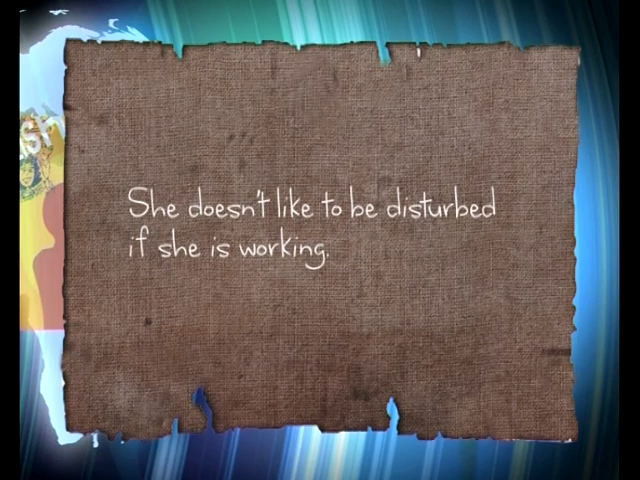 She doesn't like to be disturbed
if she is working.